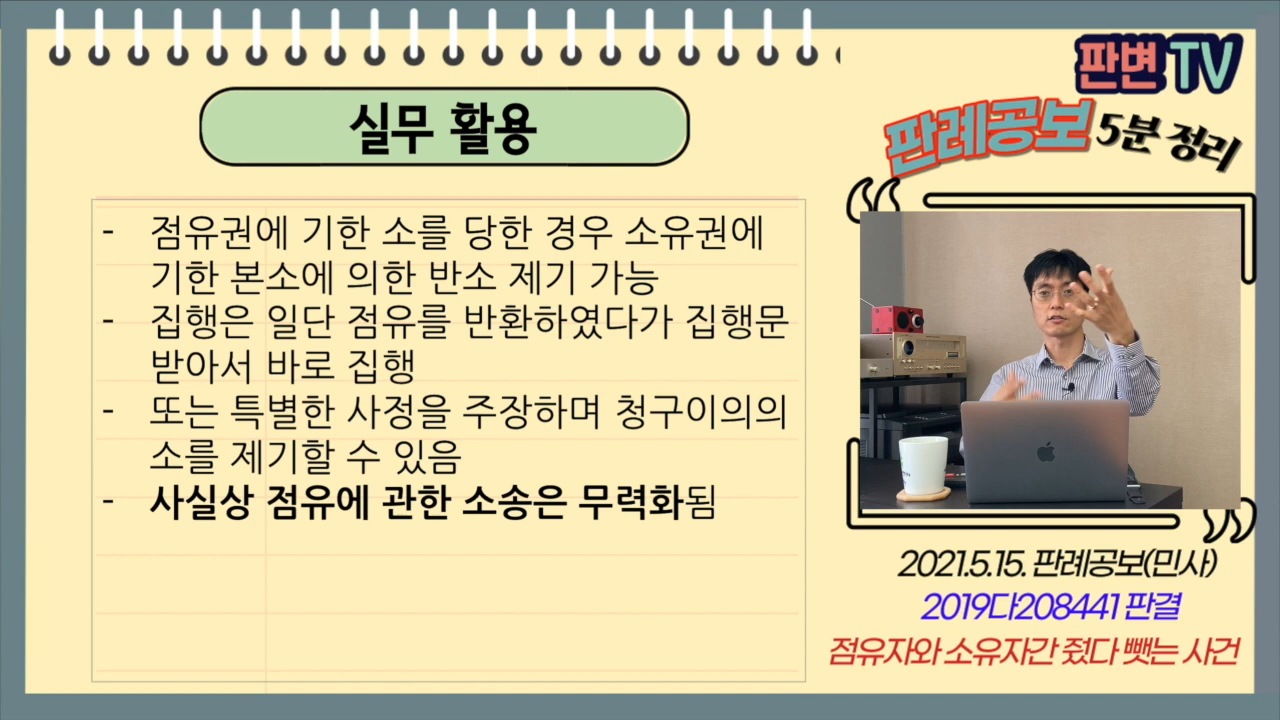 판변 TV
판례공보 5분 정리
실무 활용
- 점유권에 기한 소를 당한 경우 소유권에
기한 본소에 의한 반소 제기 가능
- 집행은 일단 점유를 반환하였다가 집행문
받아서 바로 집행
- 또는 특별한 사정을 주장하며 청구이의의
소를 제기할 수 있음
- 사실상 점유에 관한 소송은 무력화됨
2021.5.15. 판례공보(민사)
2019다208441 판결
점유자와 소유자간 줬다 뺏는 사건